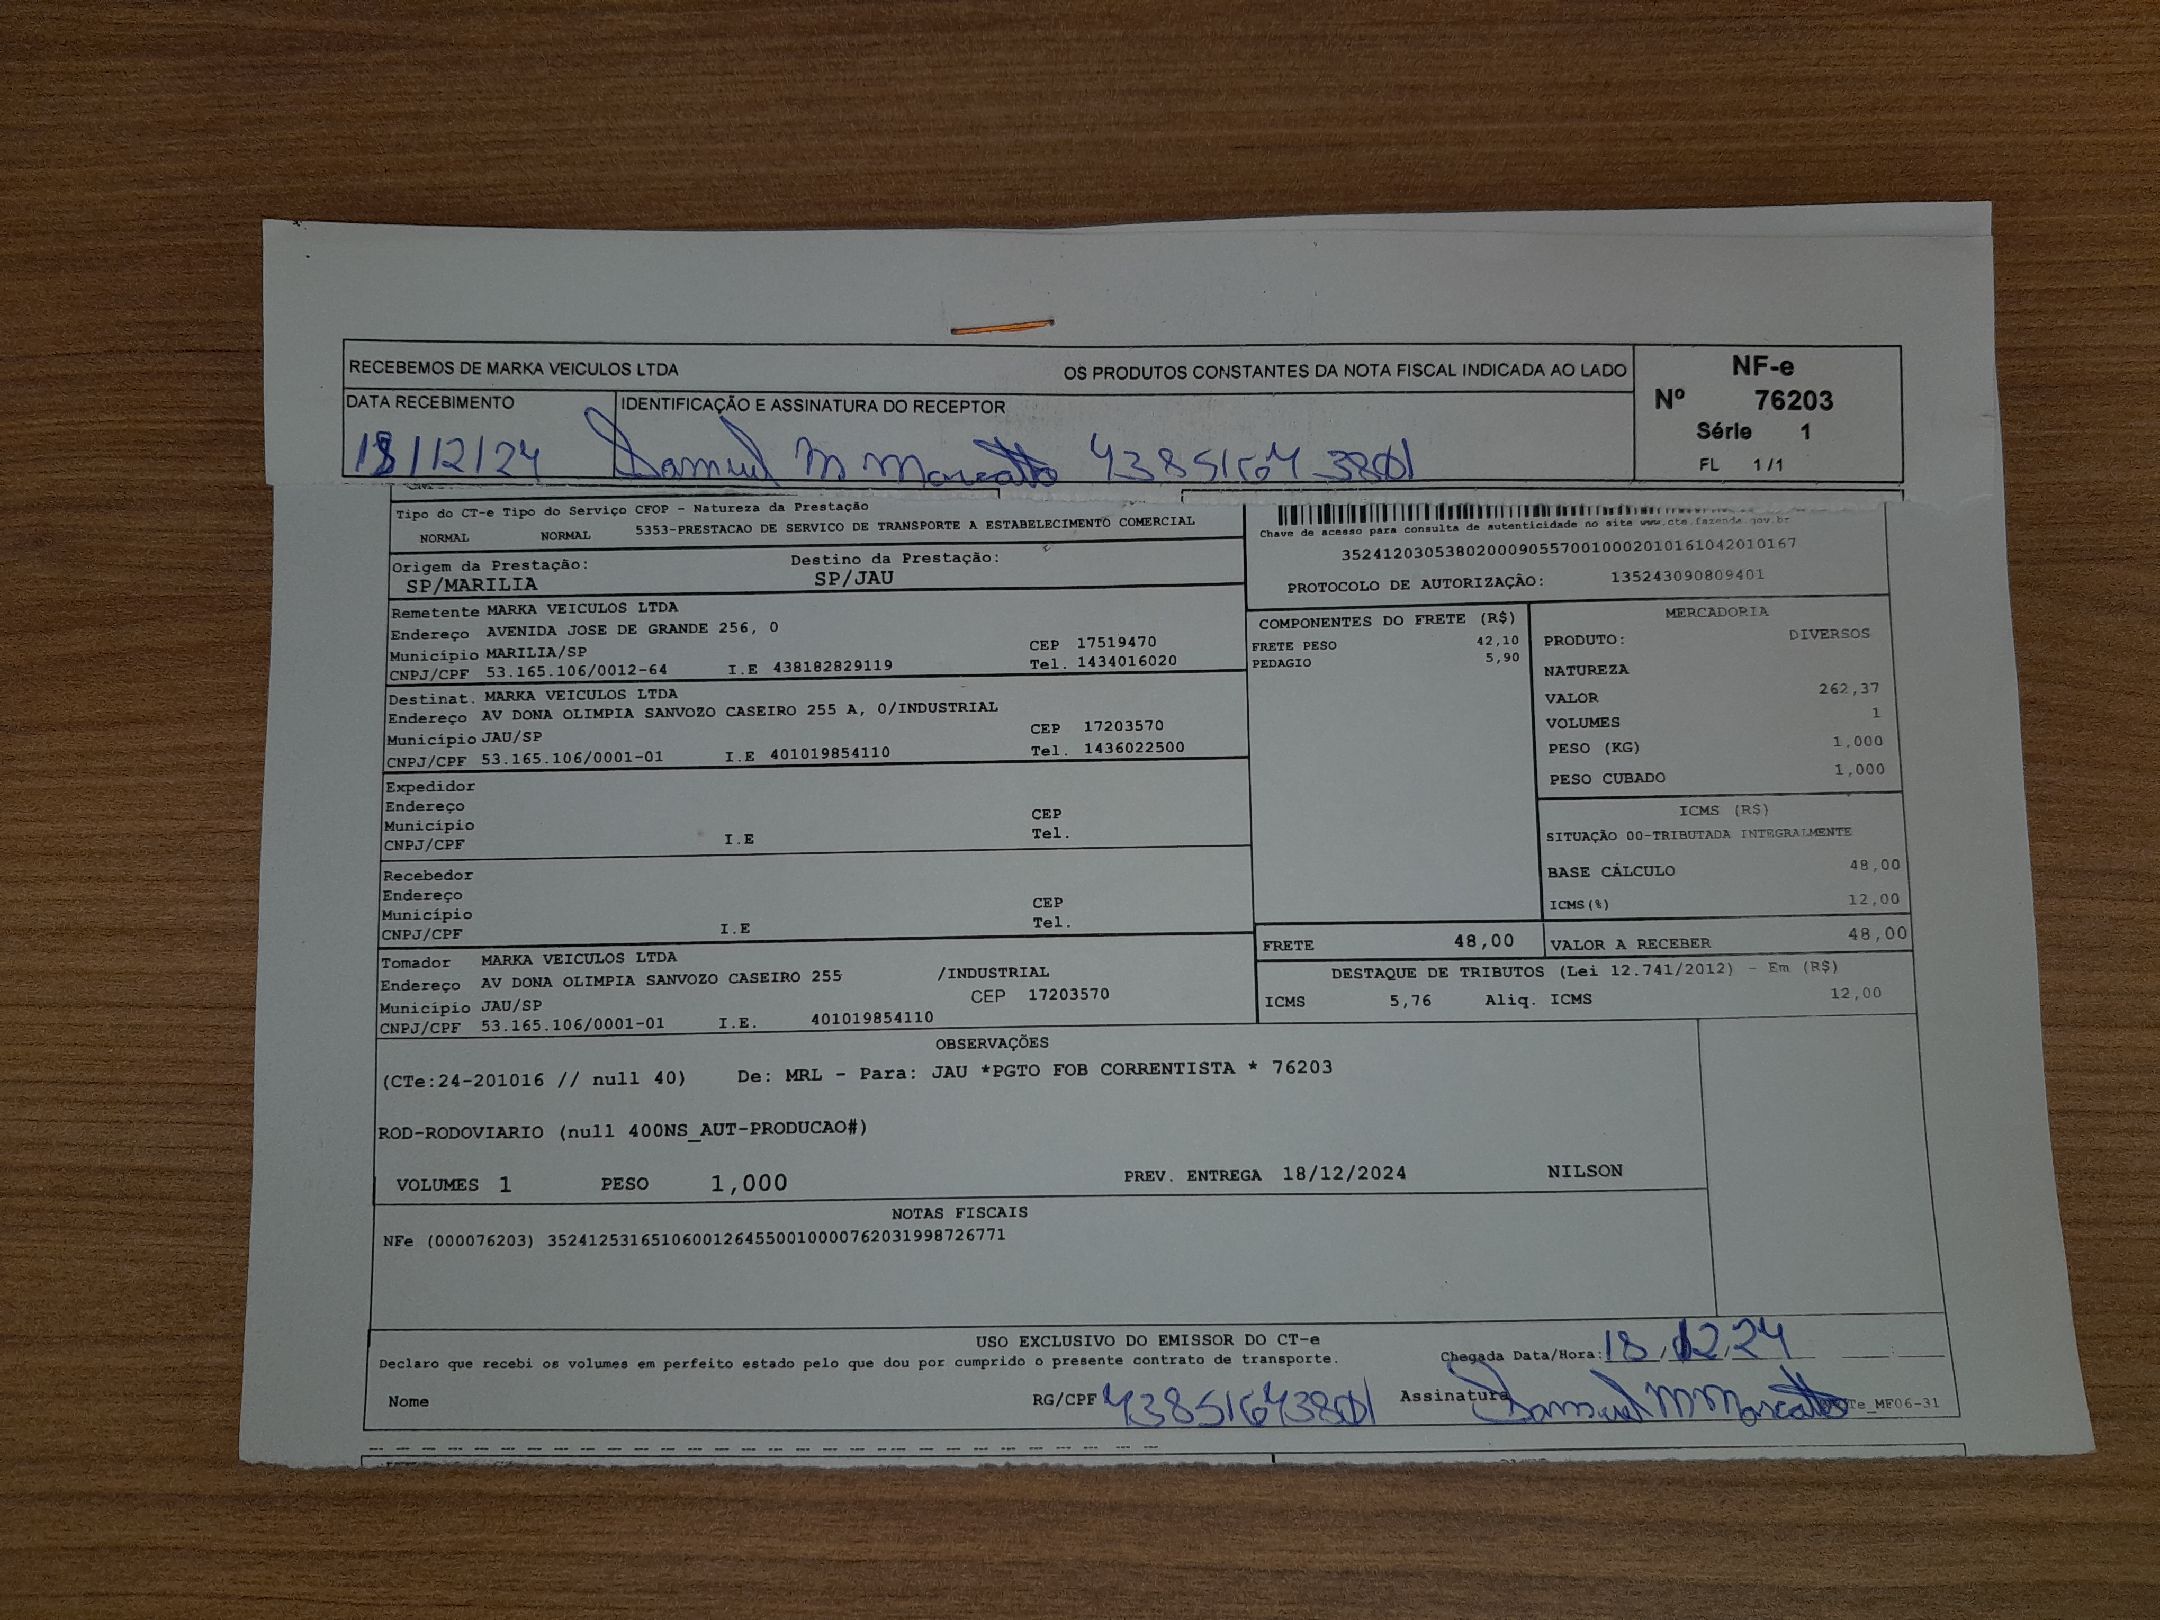 RECEBEMOS DE MARKA VEICULOS LTDA OS PRODUTOS CONSTANTES DA NOTA FISCAL INDICADA AO LADO
NF-e
Nº 76203
Série 1
FL 1/1
DATA RECEBIMENTO IDENTIFICAÇÃO E ASSINATURA DO RECEPTOR
18/12/24 Samuel M Marcatto 43851643801
Tipo do CT-e Tipo do Serviço CFOP - Natureza da Prestação
NORMAL NORMAL 5353-PRESTACAO DE SERVICO DE TRANSPORTE A ESTABELECIMENTO COMERCIAL
Chave de acesso para consulta de autenticidade no site www.cte.fazenda.gov.br
35241203053802000905570010002010161042010167
PROTOCOLO DE AUTORIZAÇÃO: 135243090809401
Origem da Prestação: Destino da Prestação:
SP/MARILIA SP/JAU
Remetente MARKA VEICULOS LTDA
Endereço AVENIDA JOSE DE GRANDE 256, 0
Município MARILIA/SP CEP 17519470
CNPJ/CPF 53.165.106/0012-64 I.E 438182829119 Tel. 1434016020
Destinat. MARKA VEICULOS LTDA
Endereço AV DONA OLIMPIA SANVOZO CASEIRO 255 A, 0/INDUSTRIAL
Município JAU/SP CEP 17203570
CNPJ/CPF 53.165.106/0001-01 I.E 401019854110 Tel. 1436022500
Expedidor
Endereço
Município CEP
CNPJ/CPF I.E Tel.
Recebedor
Endereço
Município CEP
CNPJ/CPF I.E Tel.
Tomador MARKA VEICULOS LTDA
Endereço AV DONA OLIMPIA SANVOZO CASEIRO 255 /INDUSTRIAL
Município JAU/SP CEP 17203570
CNPJ/CPF 53.165.106/0001-01 I.E. 401019854110
COMPONENTES DO FRETE (R$)
FRETE PESO 42,10
PEDAGIO 5,90
MERCADORIA
PRODUTO: DIVERSOS
NATUREZA
VALOR 262,37
VOLUMES 1
PESO (KG) 1,000
PESO CUBADO 1,000
ICMS (R$)
SITUAÇÃO 00-TRIBUTADA INTEGRALMENTE
BASE CÁLCULO 48,00
ICMS(%) 12,00
FRETE 48,00 VALOR A RECEBER 48,00
DESTAQUE DE TRIBUTOS (Lei 12.741/2012) - Em (R$)
ICMS 5,76 Aliq. ICMS 12,00
OBSERVAÇÕES
(CTe:24-201016 // null 40) De: MRL - Para: JAU *PGTO FOB CORRENTISTA * 76203
ROD-RODOVIARIO (null 400NS_AUT-PRODUCAO#)
VOLUMES 1 PESO 1,000 PREV. ENTREGA 18/12/2024 NILSON
NOTAS FISCAIS
NFe (000076203) 35241253165106001264550010000762031998726771
USO EXCLUSIVO DO EMISSOR DO CT-e
Declaro que recebi os volumes em perfeito estado pelo que dou por cumprido o presente contrato de transporte. Chegada Data/Hora: 18/12/24
Nome RG/CPF 43851643801 Assinatura Samuel M Marcatto Te_MF06-31